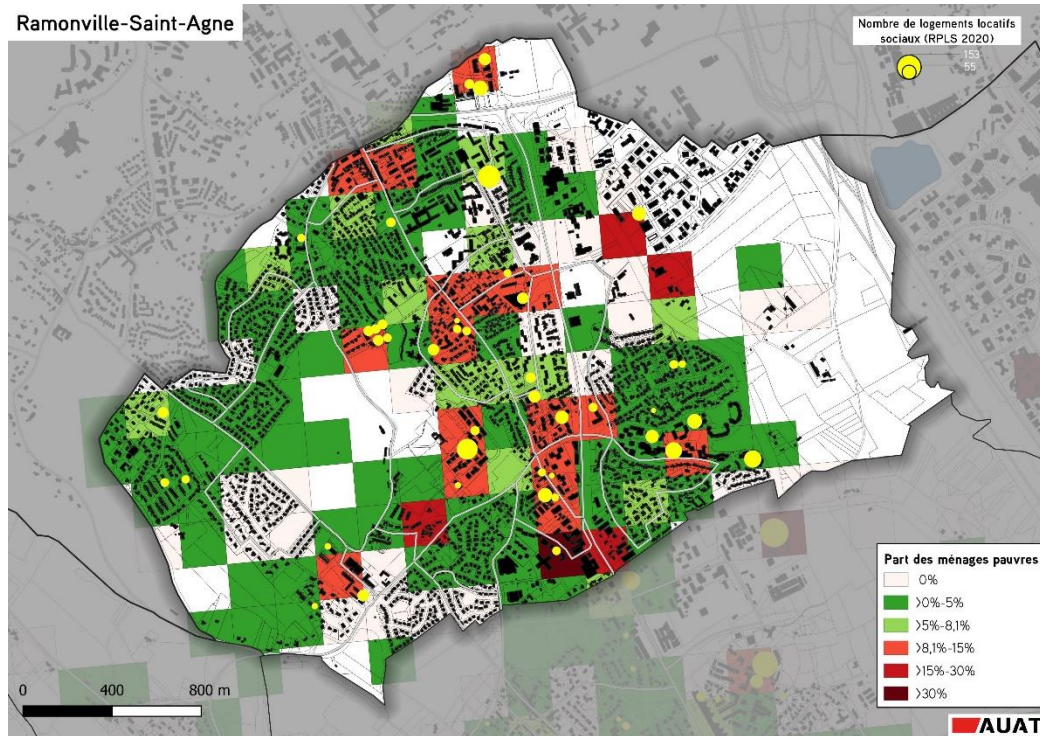 Ramonville-Saint-Agne
Nombre de logements locatifs
sociaux (RPLS 2020)
153
55
Part des ménages pauvres
0%
>0%-5%
>5%-8,1%
>8,1%-15%
>15%-30%
>30%
0 400 800 m
AUAT